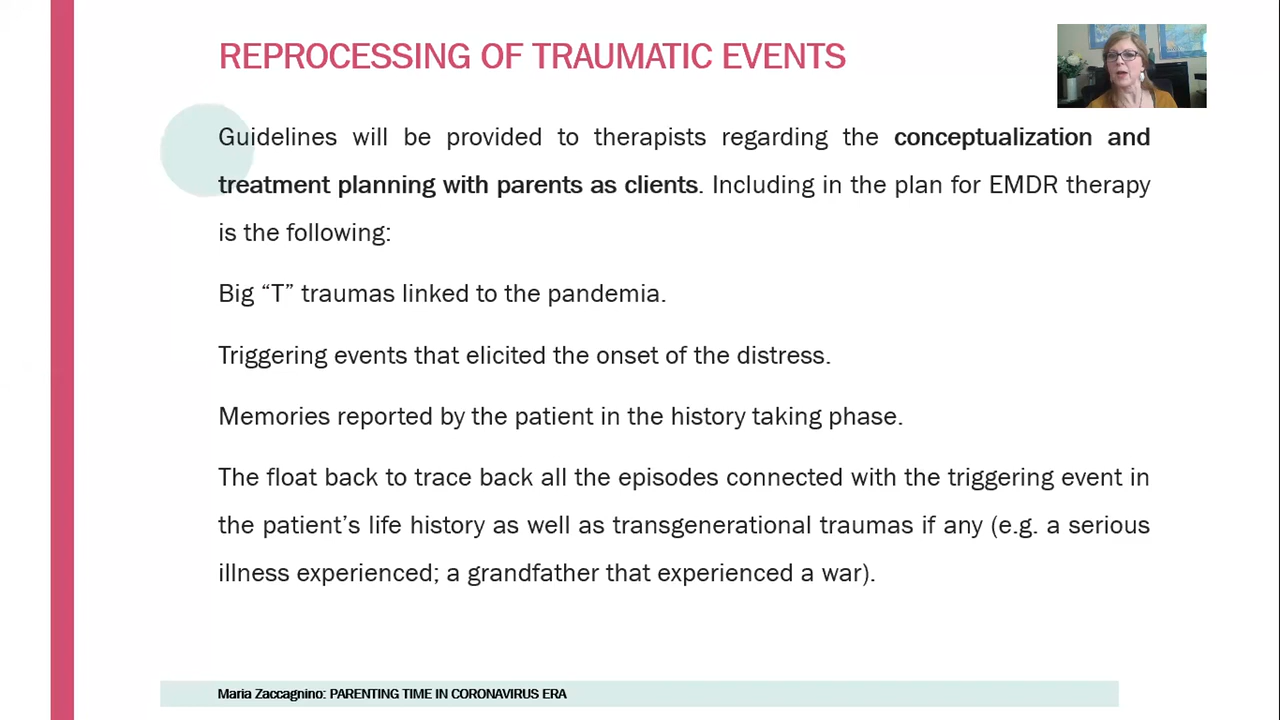 REPROCESSING OF TRAUMATIC EVENTS
Guidelines will be provided to therapists regarding the conceptualization and
treatment planning with parents as clients. Including in the plan for EMDR therapy
is the following:
Big “T” traumas linked to the pandemia.
Triggering events that elicited the onset of the distress.
Memories reported by the patient in the history taking phase.
The float back to trace back all the episodes connected with the triggering event in
the patient’s life history as well as transgenerational traumas if any (e.g. a serious
illness experienced; a grandfather that experienced a war).
Maria Zaccagnino: PARENTING TIME IN CORONAVIRUS ERA